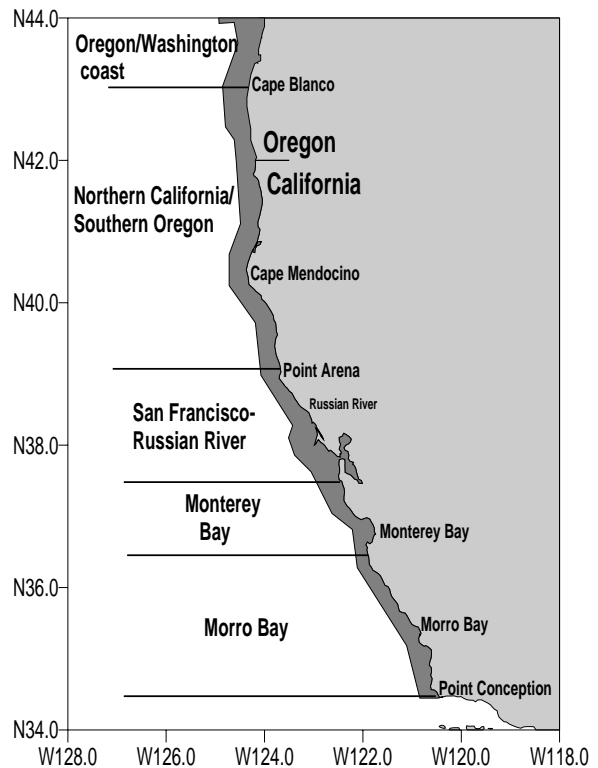 N44.0
Oregon/Washington
coast
Cape Blanco
Oregon
N42.0
California
Northern California/
Southern Oregon
Cape Mendocino
N40.0
Point Arena
Russian River
San Francisco-
Russian River
N38.0
Monterey
Bay
Monterey Bay
N36.0
Morro Bay
Morro Bay
Point Conception
N34.0
W128.0 W126.0 W124.0 W122.0 W120.0 W118.0